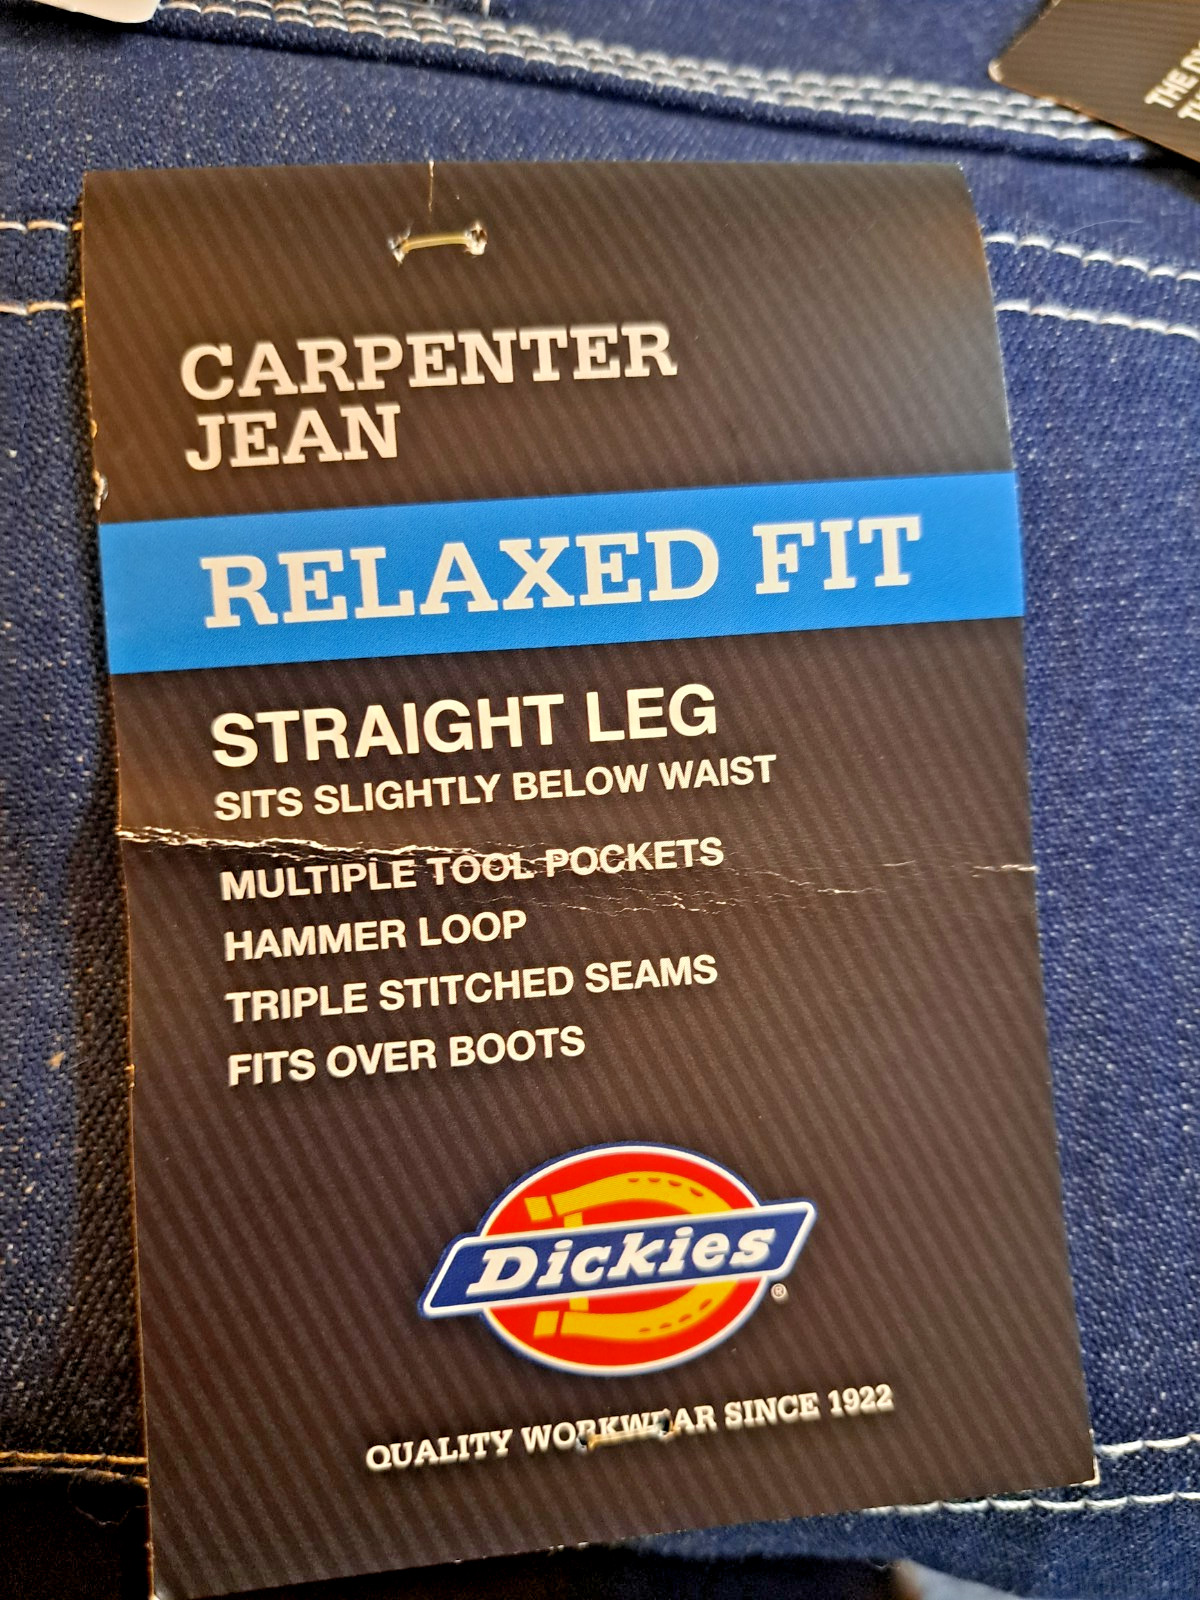 CARPENTER
JEAN
RELAXED FIT
STRAIGHT LEG
SITS SLIGHTLY BELOW WAIST
MULTIPLE TOOL POCKETS
HAMMER LOOP
TRIPLE STITCHED SEAMS
FITS OVER BOOTS
Dickies
®
QUALITY WORKWEAR SINCE 1922
THE